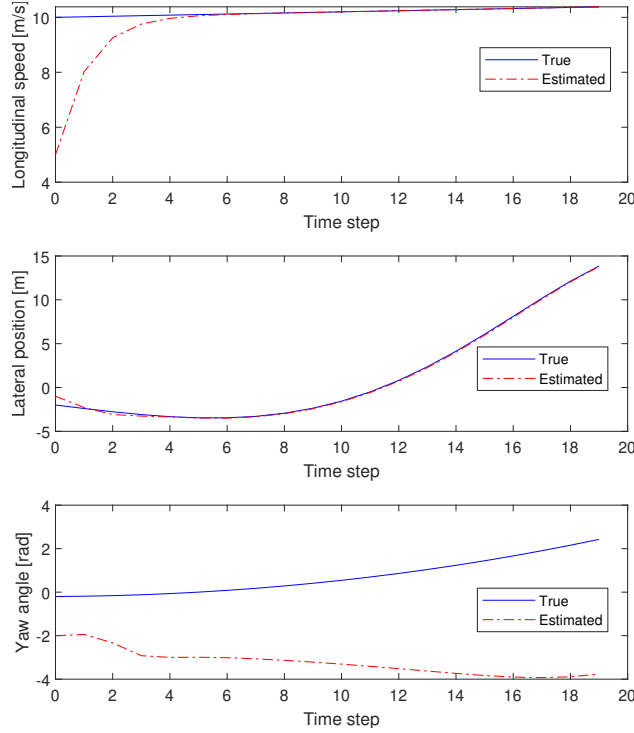 10
8
6
4
Longitudinal speed [m/s]
True
Estimated
0 2 4 6 8 10 12 14 16 18 20
Time step
15
10
5
0
-5
Lateral position [m]
True
Estimated
0 2 4 6 8 10 12 14 16 18 20
Time step
4
2
0
-2
-4
Yaw angle [rad]
True
Estimated
0 2 4 6 8 10 12 14 16 18 20
Time step